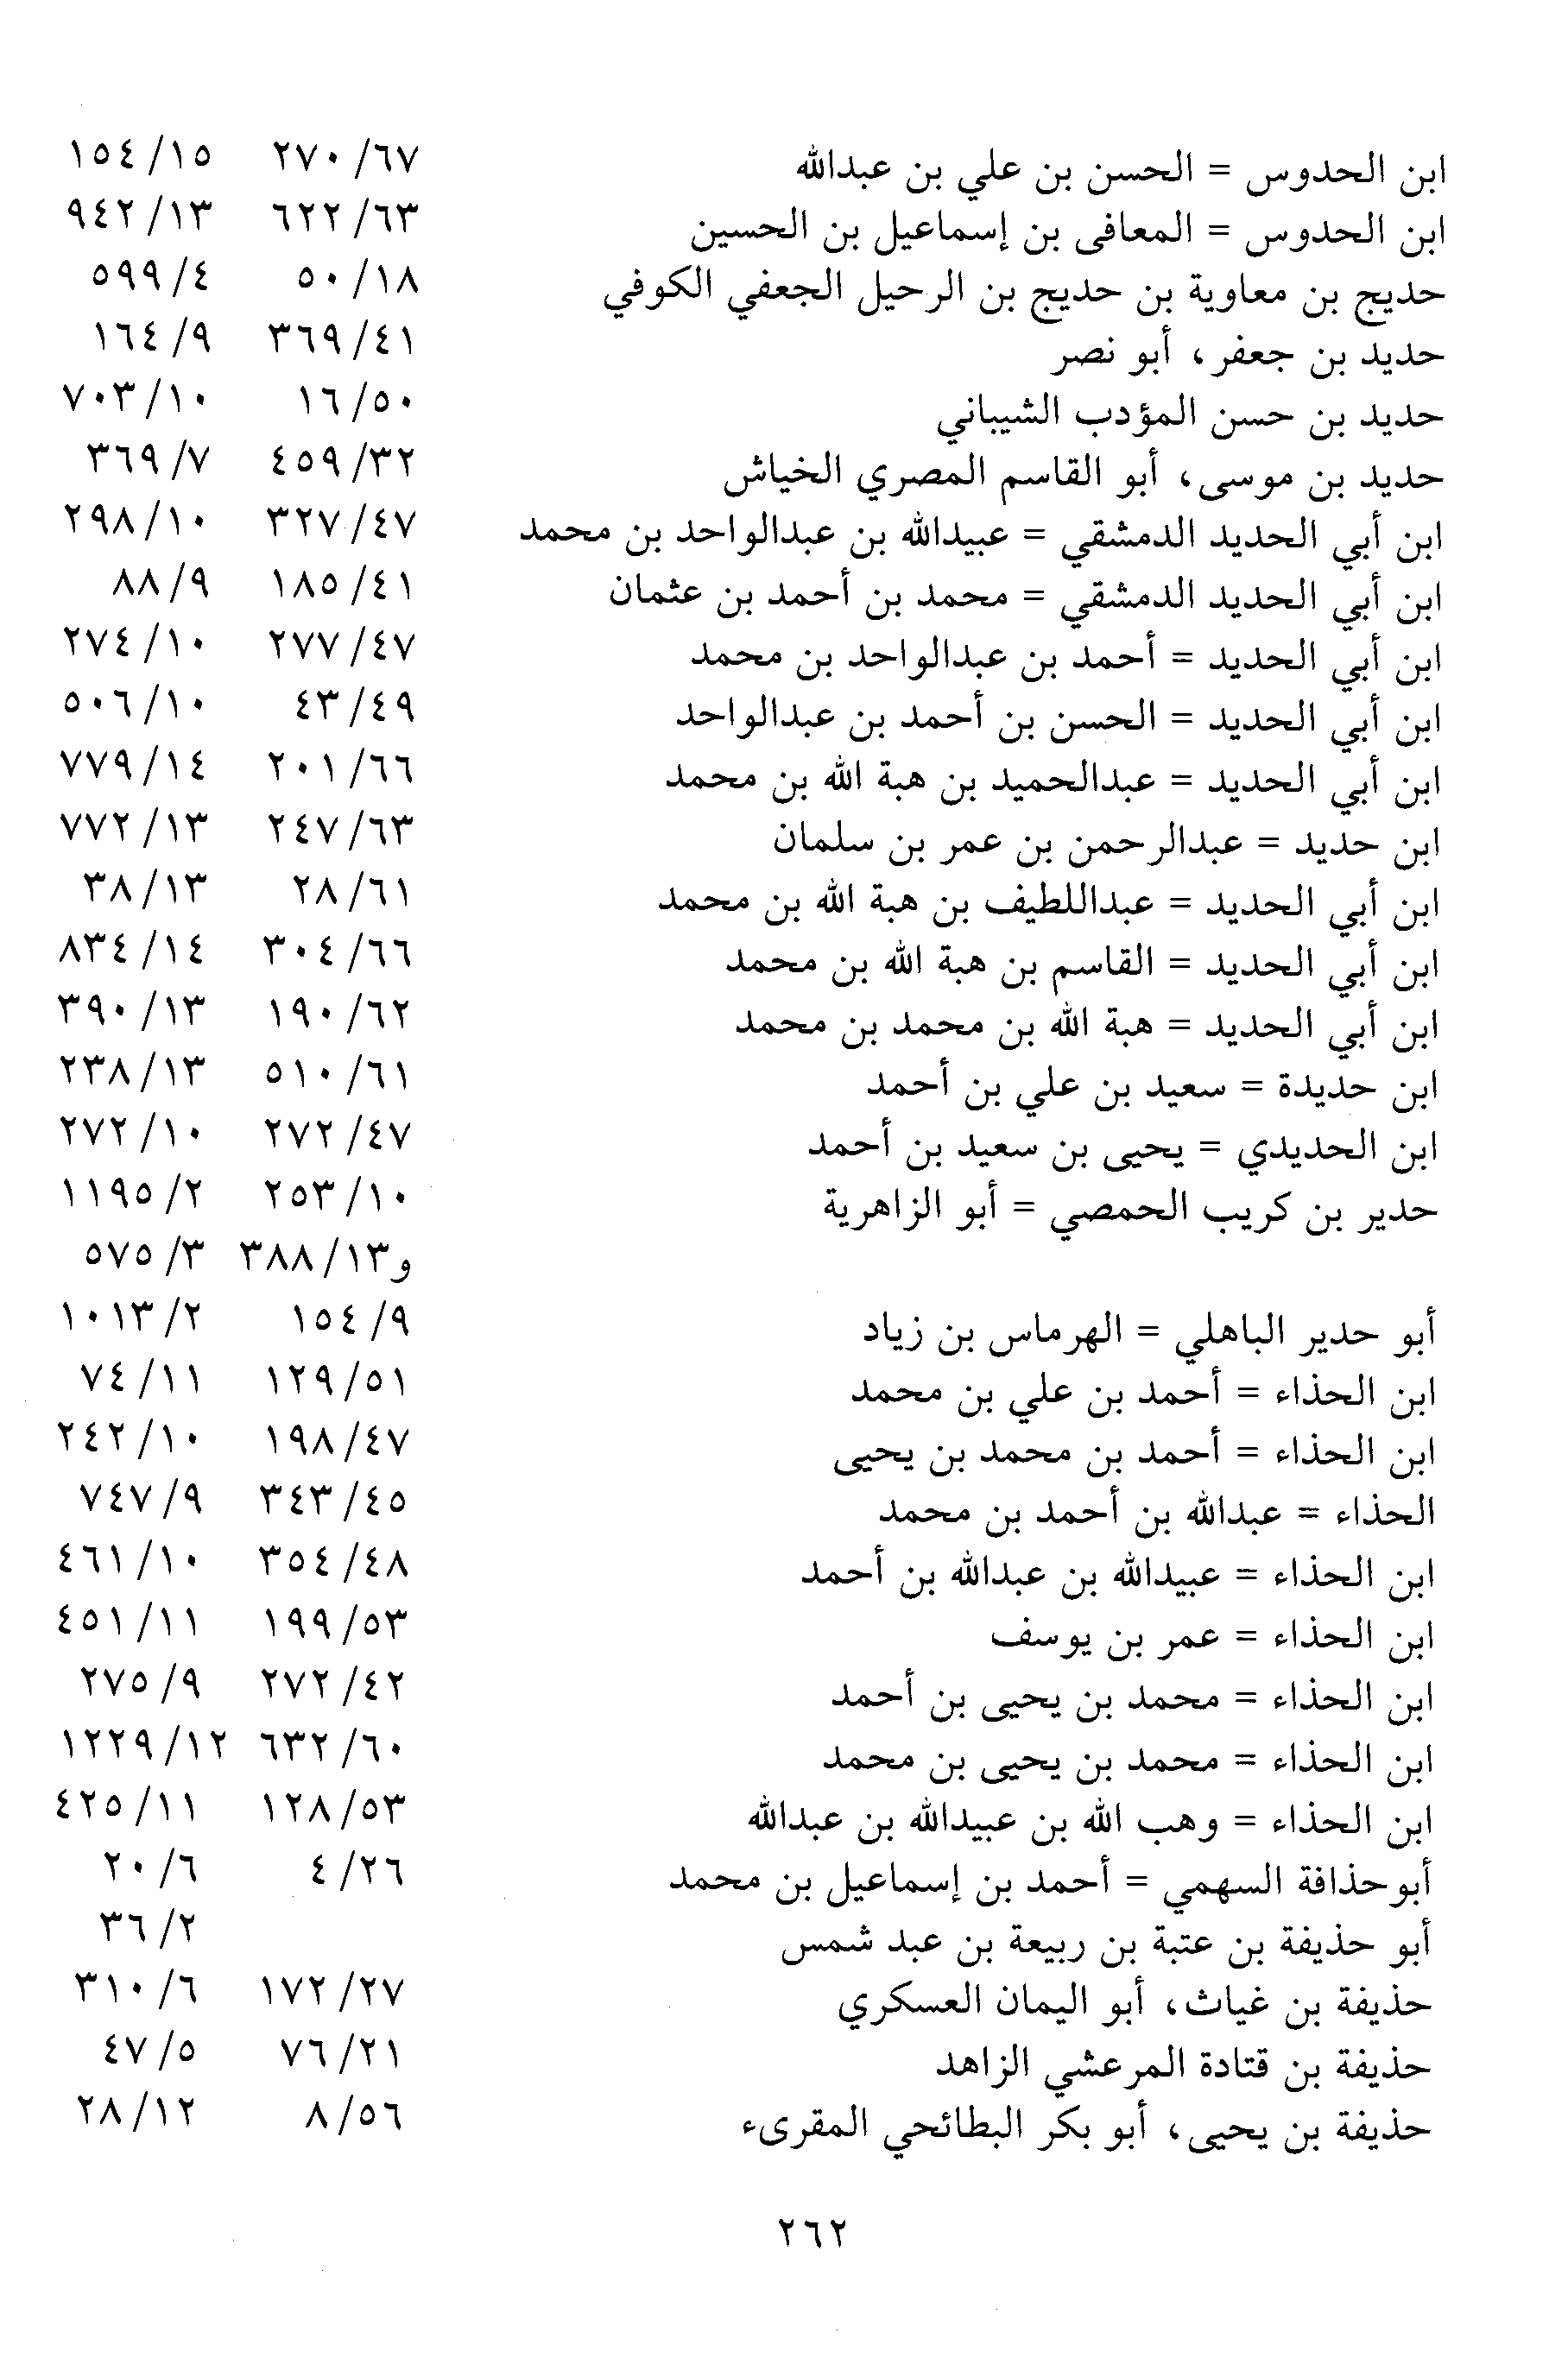 ابن الحدوس = الحسن بن علي بن عبدالله ٦٧/ ٢٧٠ ١٥/ ١٥٤
ابن الحدوس = المعافى بن إسماعيل بن الحسين ٦٣/ ٦٢٢ ١٣/ ٩٤٢
حديج بن معاوية بن حديج بن الرحيل الجعفي الكوفي ١٨/ ٥٠ ٤/ ٥٩٩
حديد بن جعفر، أبو نصر ٤١/ ٣٦٩ ٩/ ١٦٤
حديد بن حسن المؤدب الشيباني ٥٠/ ١٦ ١٠/ ٧٠٣
حديد بن موسى، أبو القاسم المصري الخياش ٣٢/ ٤٥٩ ٧/ ٣٦٩
ابن أبي الحديد الدمشقي = عبيدالله بن عبدالواحد بن محمد ٤٧/ ٣٢٧ ١٠/ ٢٩٨
ابن أبي الحديد الدمشقي = محمد بن أحمد بن عثمان ٤١/ ١٨٥ ٩/ ٨٨
ابن أبي الحديد = أحمد بن عبدالواحد بن محمد ٤٧/ ٢٧٧ ١٠/ ٢٧٤
ابن أبي الحديد = الحسن بن أحمد بن عبدالواحد ٤٩/ ٤٣ ١٠/ ٥٠٦
ابن أبي الحديد = عبدالحميد بن هبة الله بن محمد ٦٦/ ٢٠١ ١٤/ ٧٧٩
ابن حديد = عبدالرحمن بن عمر بن سلمان ٦٣/ ٢٤٧ ١٣/ ٧٧٢
ابن أبي الحديد = عبداللطيف بن هبة الله بن محمد ٦١/ ٢٨ ١٣/ ٣٨
ابن أبي الحديد = القاسم بن هبة الله بن محمد ٦٦/ ٣٠٤ ١٤/ ٨٣٤
ابن أبي الحديد = هبة الله بن محمد بن محمد ٦٢/ ١٩٠ ١٣/ ٣٩٠
ابن حديدة = سعيد بن علي بن أحمد ٦١/ ٥١٠ ١٣/ ٢٣٨
ابن الحديدي = يحيى بن سعيد بن أحمد ٤٧/ ٢٧٢ ١٠/ ٢٧٢
حدير بن كريب الحمصي = أبو الزاهرية ١٠/ ٢٥٣ ٢/ ١١٩٥
و١٣/ ٣٨٨ ٣/ ٥٧٥
أبو حدير الباهلي = الهرماس بن زياد ٩/ ١٥٤ ٢/ ١٠١٣
ابن الحذاء = أحمد بن علي بن محمد ٥١/ ١٢٩ ١١/ ٧٤
ابن الحذاء = أحمد بن محمد بن يحيى ٤٧/ ١٩٨ ١٠/ ٢٤٢
الحذاء = عبدالله بن أحمد بن محمد ٤٥/ ٣٤٣ ٩/ ٧٤٧
ابن الحذاء = عبيدالله بن عبدالله بن أحمد ٤٨/ ٣٥٤ ١٠/ ٤٦١
ابن الحذاء = عمر بن يوسف ٥٣/ ١٩٩ ١١/ ٤٥١
ابن الحذاء = محمد بن يحيى بن أحمد ٤٢/ ٢٧٢ ٩/ ٢٧٥
ابن الحذاء = محمد بن يحيى بن محمد ٦٠/ ٦٣٢ ١٢/ ١٢٢٩
ابن الحذاء = وهب الله بن عبيدالله بن عبدالله ٥٣/ ١٢٨ ١١/ ٤٢٥
أبوحذافة السهمي = أحمد بن إسماعيل بن محمد ٢٦/ ٤ ٦/ ٢٠
أبو حذيفة بن عتبة بن ربيعة بن عبد شمس ٢/ ٣٦
حذيفة بن غياث، أبو اليمان العسكري ٢٧/ ١٧٢ ٦/ ٣١٠
حذيفة بن قتادة المرعشي الزاهد ٢١/ ٧٦ ٥/ ٤٧
حذيفة بن يحيى، أبو بكر البطائحي المقرىء ٥٦/ ٨ ١٢/ ٢٨
٢٦٢